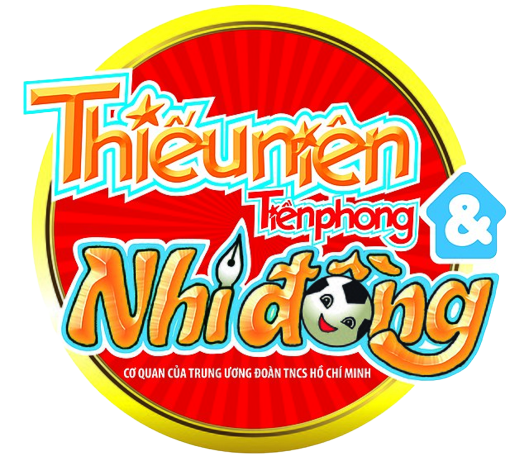 Thiếu niên
Tiền phong
&
Nhi đồng
CƠ QUAN CỦA TRUNG ƯƠNG ĐOÀN TNCS HỒ CHÍ MINH